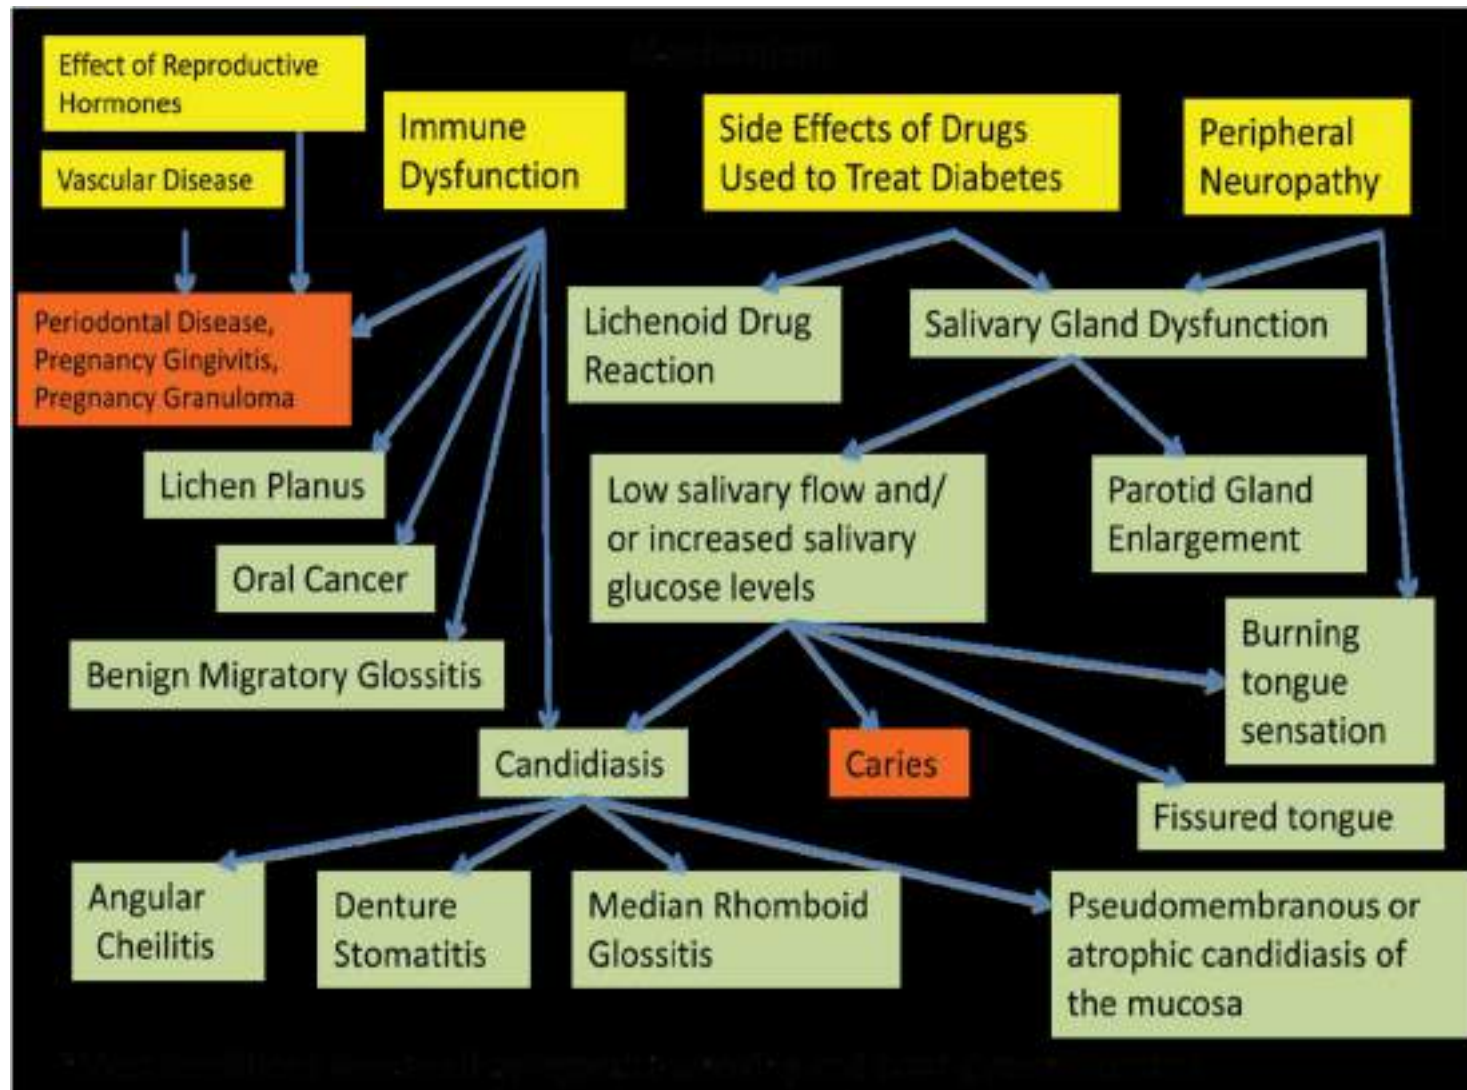 Effect of Reproductive
Hormones
Vascular Disease
Immune
Dysfunction
Side Effects of Drugs
Used to Treat Diabetes
Peripheral
Neuropathy
Periodontal Disease,
Pregnancy Gingivitis,
Pregnancy Granuloma
Lichenoid Drug
Reaction
Salivary Gland Dysfunction
Lichen Planus
Low salivary flow and/
or increased salivary
glucose levels
Parotid Gland
Enlargement
Oral Cancer
Benign Migratory Glossitis
Burning
tongue
sensation
Candidiasis
Caries
Fissured tongue
Angular
Cheilitis
Denture
Stomatitis
Median Rhomboid
Glossitis
Pseudomembranous or
atrophic candidiasis of
the mucosa